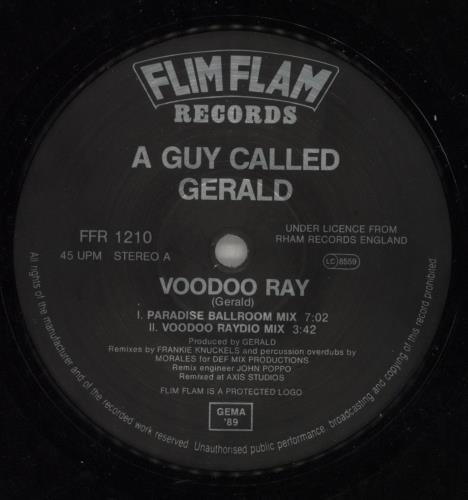 FLIM FLAM
RECORDS
A GUY CALLED
GERALD
FFR 1210
45 UPM STEREO A
UNDER LICENCE FROM
RHAM RECORDS ENGLAND
LC 8559
VOODOO RAY
(Gerald)
I. PARADISE BALLROOM MIX 7:02
II. VOODOO RAYDIO MIX 3:42
Produced by GERALD
Remixes by FRANKIE KNUCKELS and percussion overdubs by
MORALES for DEF MIX PRODUCTIONS
Remix engineer JOHN POPPO
Remixed at AXIS STUDIOS
FLIM FLAM IS A PROTECTED LOGO
GEMA
'89
All rights of the manufacturer and of the recorded work reserved. Unauthorised public performance, broadcasting and copying of this record prohibited.